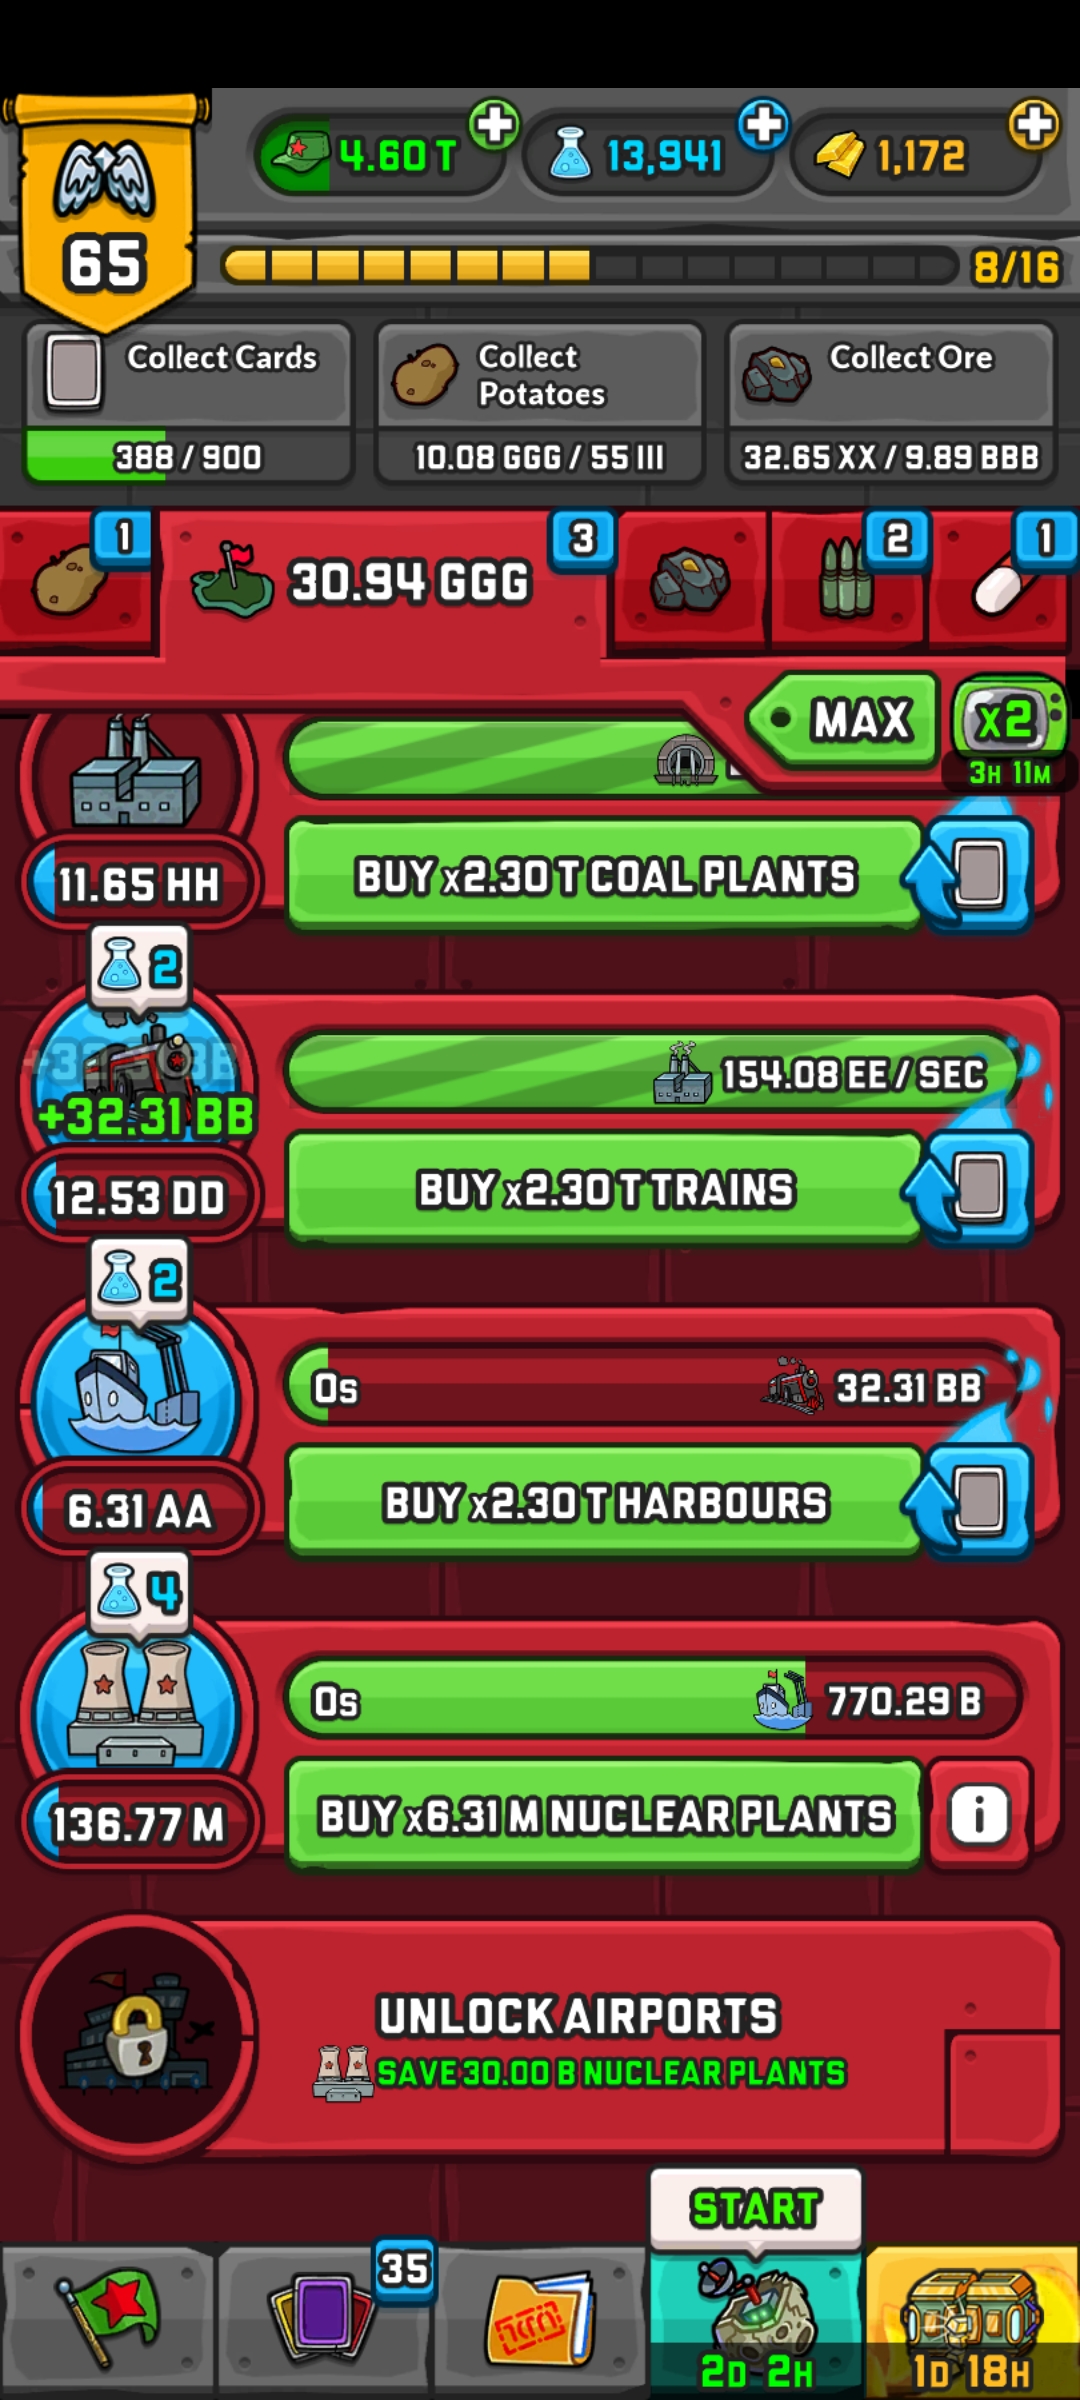 4.60 T
13,941
1,172
65
8/16
Collect Cards
388 / 900
Collect
Potatoes
10.08 GGG / 55 III
Collect Ore
32.65 XX / 9.89 BBB
1
30.94 GGG
3
2
1
MAX
x2
3H 11M
11.65 HH
BUY x2.30 T COAL PLANTS
2
+32.31 BB
12.53 DD
154.08 EE / SEC
BUY x2.30 T TRAINS
2
0s
32.31 BB
6.31 AA
BUY x2.30 T HARBOURS
4
0s
770.29 B
136.77 M
BUY x6.31 M NUCLEAR PLANTS
i
UNLOCK AIRPORTS
SAVE 30.00 B NUCLEAR PLANTS
START
35
2D 2H
1D 18H